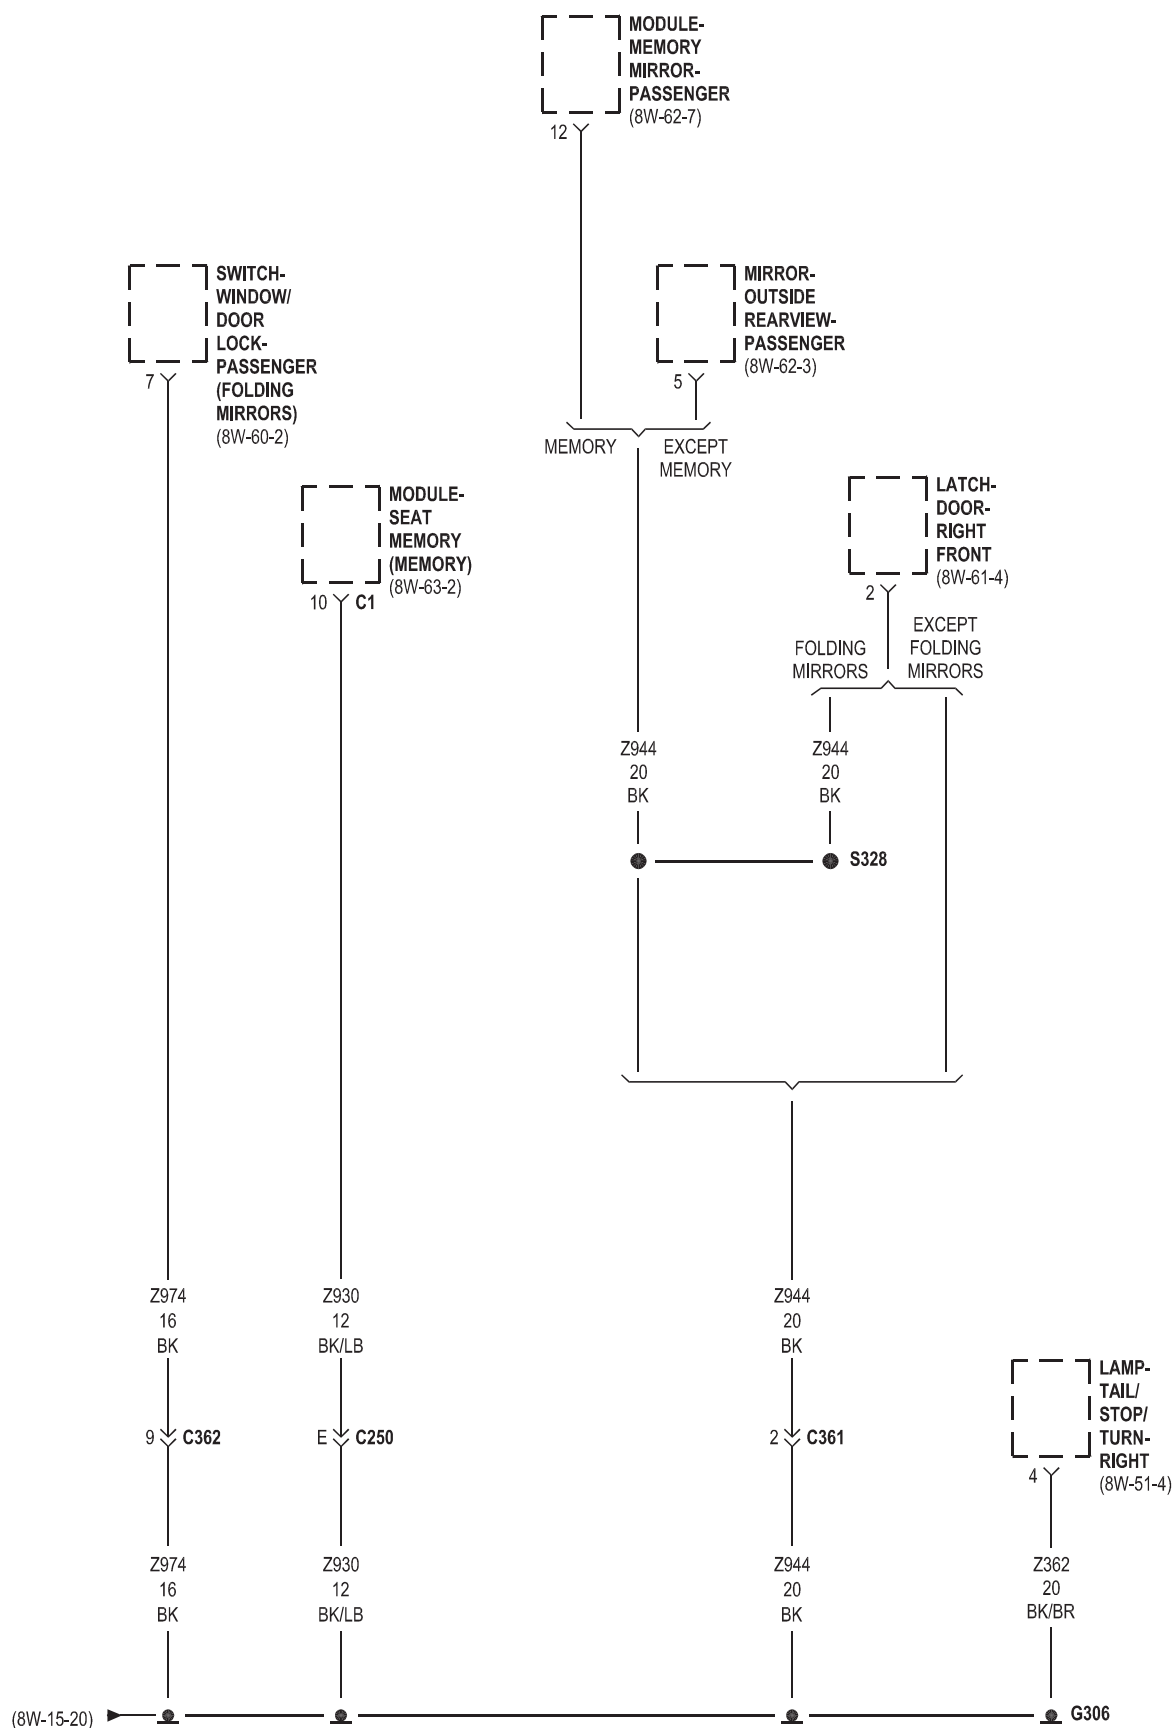 MODULE-
MEMORY
MIRROR-
PASSENGER
(8W-62-7)
12
SWITCH-
WINDOW/
DOOR
LOCK-
PASSENGER
(FOLDING
MIRRORS)
(8W-60-2)
7
MIRROR-
OUTSIDE
REARVIEW-
PASSENGER
(8W-62-3)
5
MEMORY
EXCEPT
MEMORY
MODULE-
SEAT
MEMORY
(MEMORY)
(8W-63-2)
10 C1
LATCH-
DOOR-
RIGHT
FRONT
(8W-61-4)
2
FOLDING
MIRRORS
EXCEPT
FOLDING
MIRRORS
Z944
20
BK
Z944
20
BK
S328
Z974
16
BK
Z930
12
BK/LB
Z944
20
BK
LAMP-
TAIL/
STOP/
TURN-
RIGHT
(8W-51-4)
4
9 C362
E C250
2 C361
Z974
16
BK
Z930
12
BK/LB
Z944
20
BK
Z362
20
BK/BR
(8W-15-20)
G306